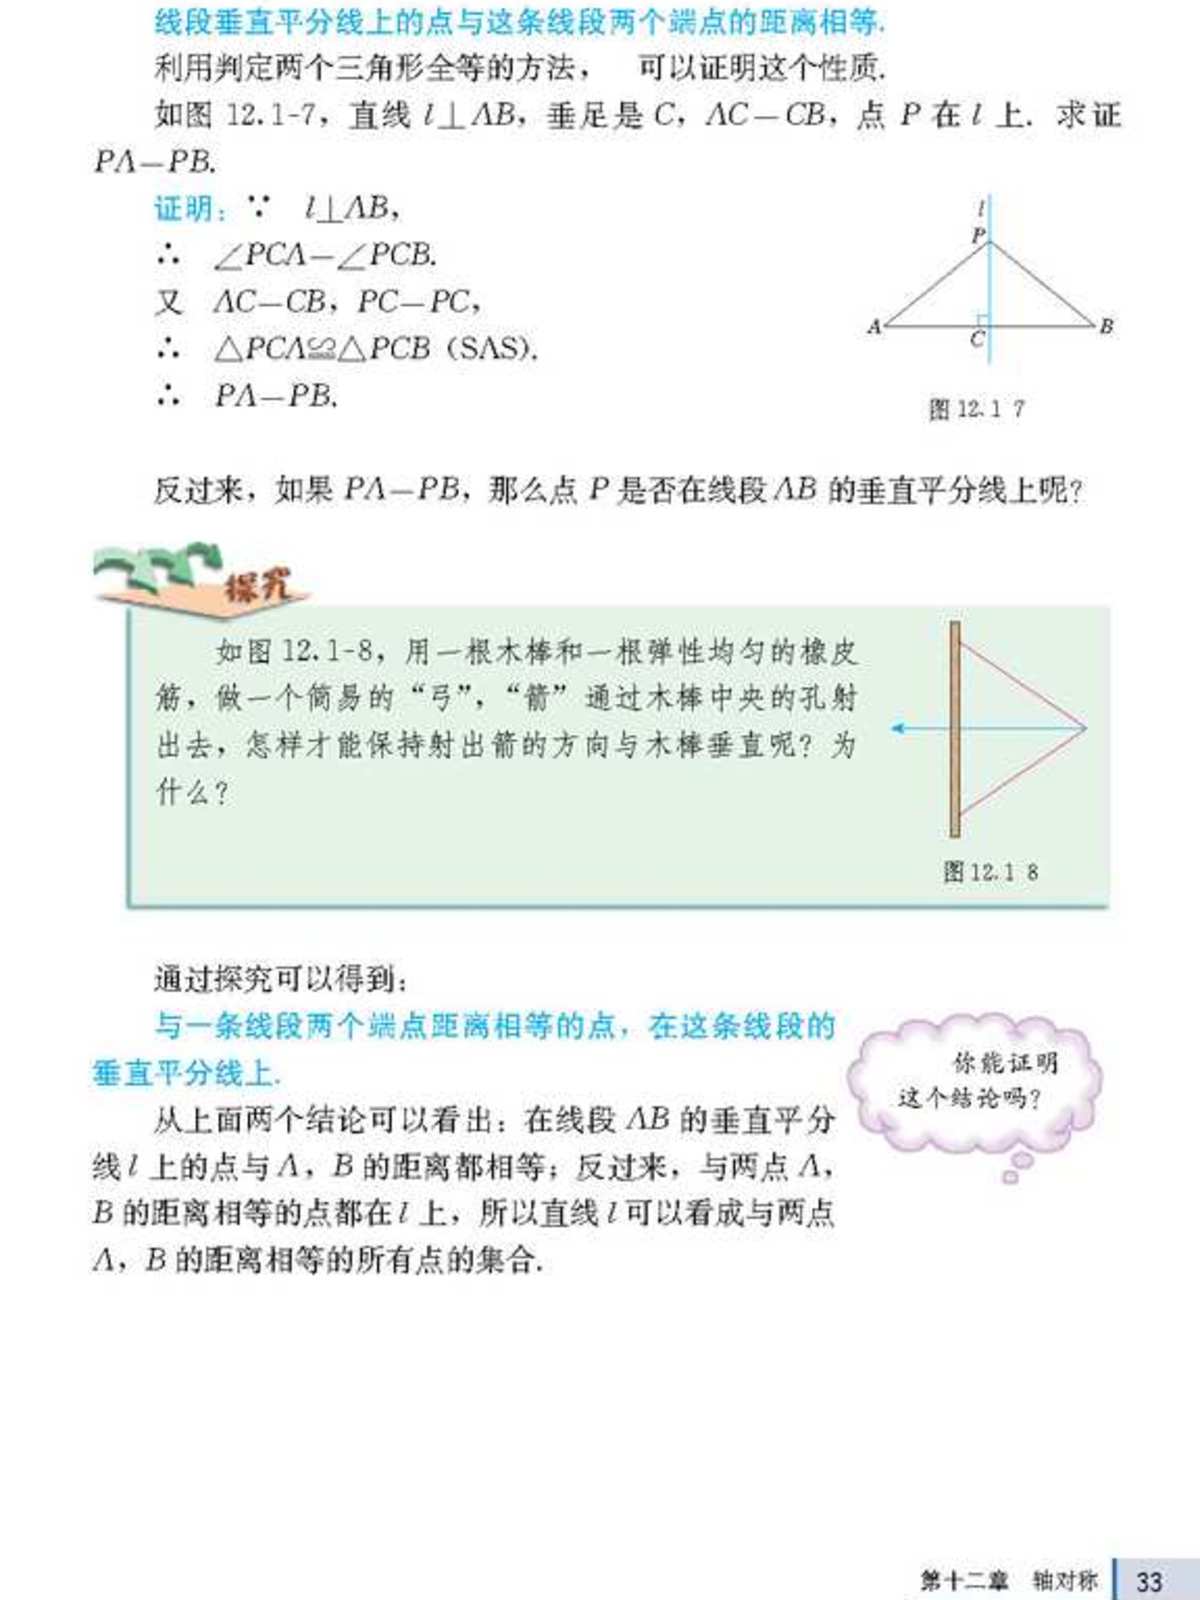 线段垂直平分线上的点与这条线段两个端点的距离相等.
利用判定两个三角形全等的方法， 可以证明这个性质.
如图 12.1-7，直线 l⊥AB，垂足是 C，AC=CB，点 P 在 l 上. 求证
PA=PB.
证明：∵ l⊥AB，
∴ ∠PCA=∠PCB.
又 AC=CB，PC=PC，
∴ △PCA≌△PCB（SAS）.
∴ PA=PB.
l
P
A
C
B
图 12.1 7
反过来，如果 PA=PB，那么点 P 是否在线段 AB 的垂直平分线上呢？
探究
如图 12.1-8，用一根木棒和一根弹性均匀的橡皮
筋，做一个简易的“弓”，“箭”通过木棒中央的孔射
出去，怎样才能保持射出箭的方向与木棒垂直呢？为
什么？
图 12.1 8
通过探究可以得到：
与一条线段两个端点距离相等的点，在这条线段的
垂直平分线上.
你能证明
这个结论吗？
从上面两个结论可以看出：在线段 AB 的垂直平分
线 l 上的点与 A，B 的距离都相等；反过来，与两点 A，
B 的距离相等的点都在 l 上，所以直线 l 可以看成与两点
A，B 的距离相等的所有点的集合.
第十二章 轴对称 33